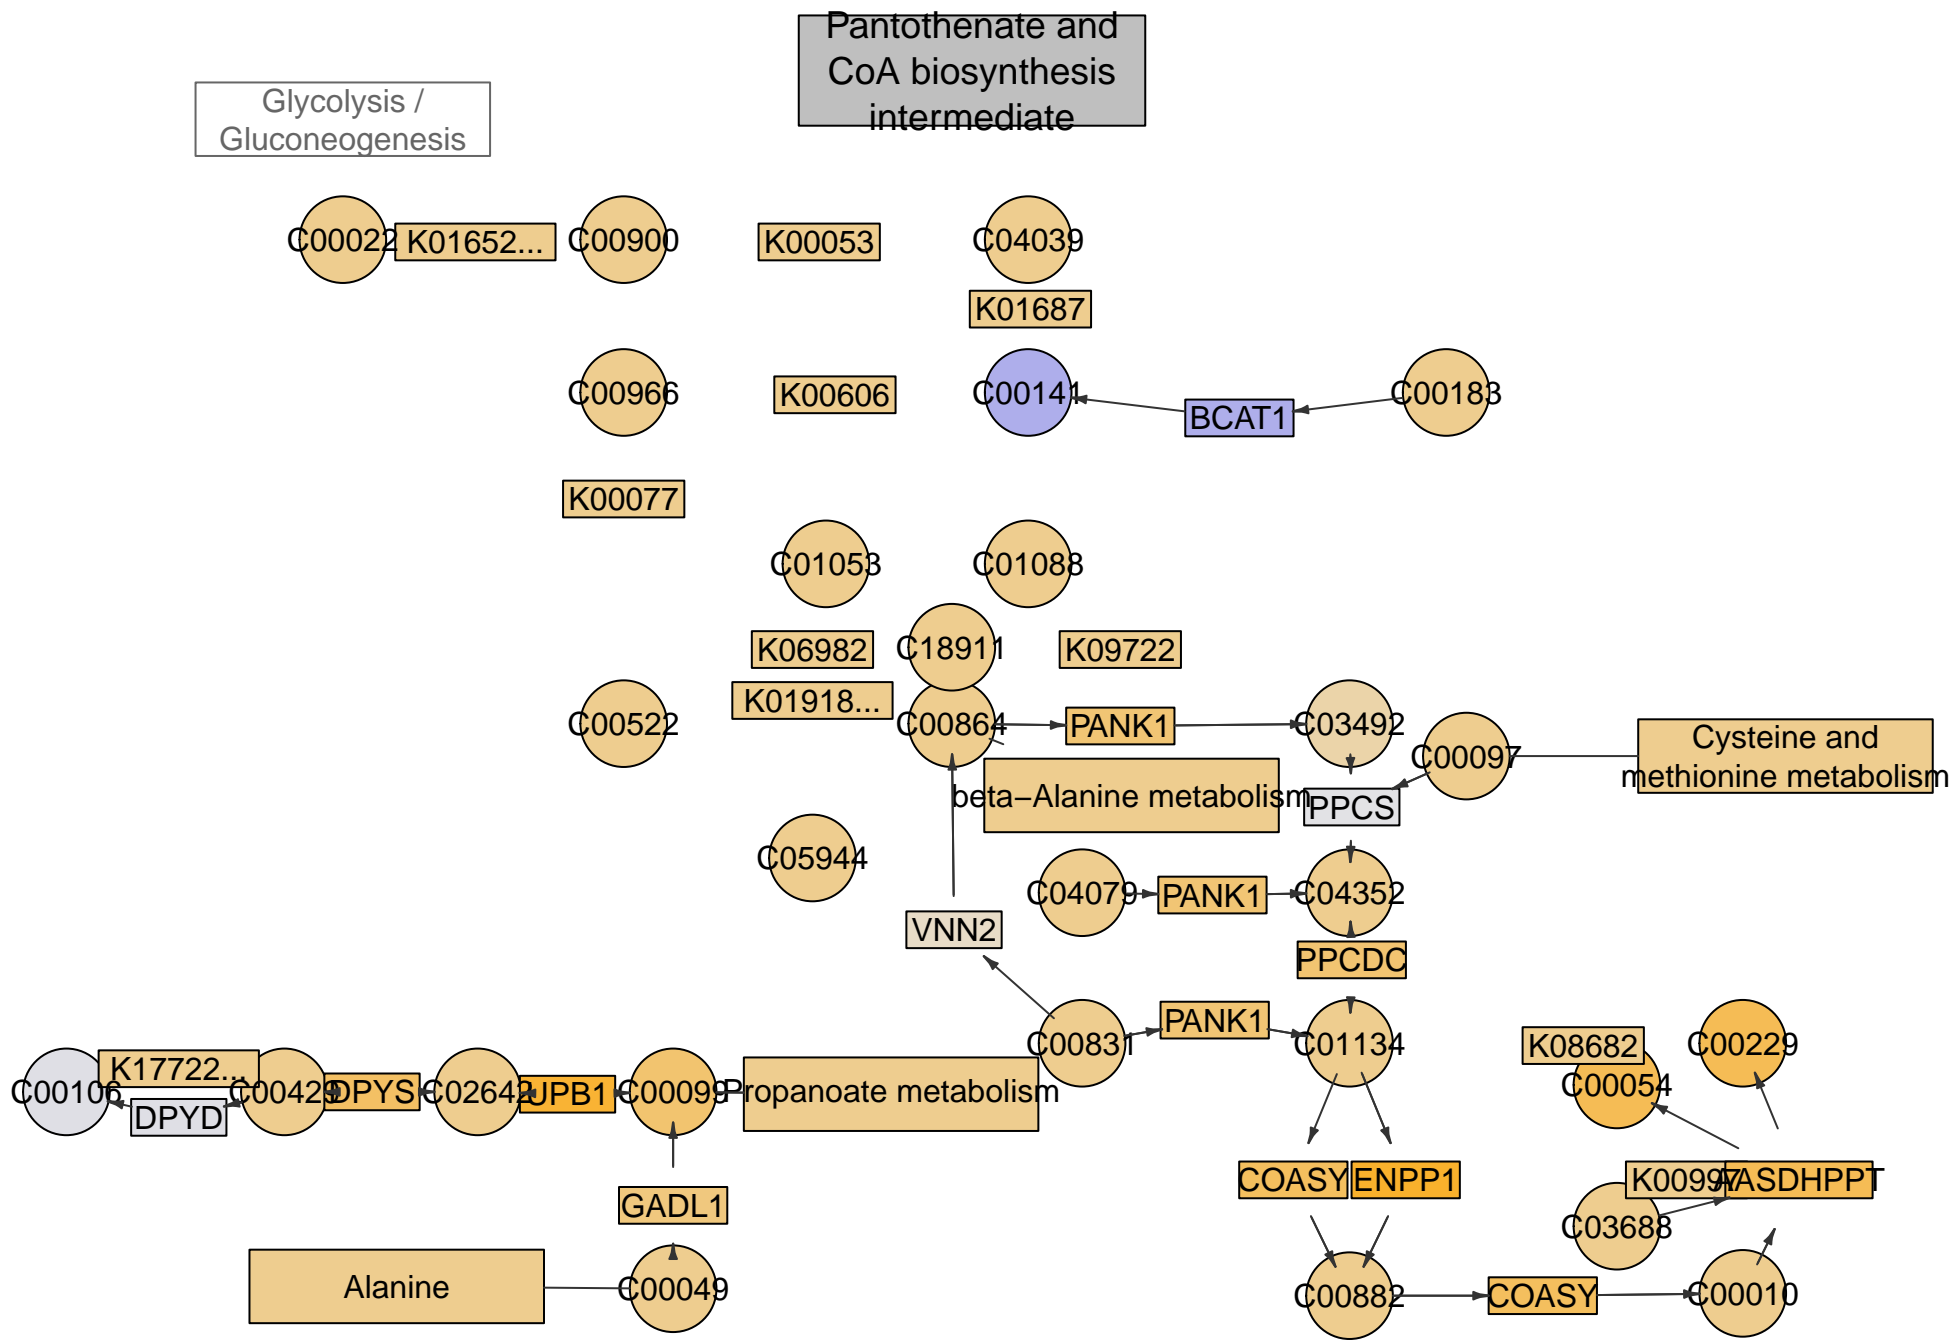 Pantothenate and
CoA biosynthesis
intermediate
Glycolysis /
Gluconeogenesis
C00022
K01652...
C00900
K00053
C04039
K01687
C00966
K00606
C00141
BCAT1
C00183
K00077
C01053
C01088
K06982
C18911
K09722
K01918...
C00522
C00864
PANK1
C03492
C00097
Cysteine and
methionine metabolism
beta−Alanine metabolism
PPCS
C05944
C04079
PANK1
C04352
VNN2
PPCDC
C00831
PANK1
C01134
K08682
C00229
C00054
C00106
K17722...
DPYD
C00429
DPYS
C02642
UPB1
C00099
Propanoate metabolism
COASY
ENPP1
K00997
AASDHPPT
GADL1
C03688
Alanine
C00049
C00882
COASY
C00010